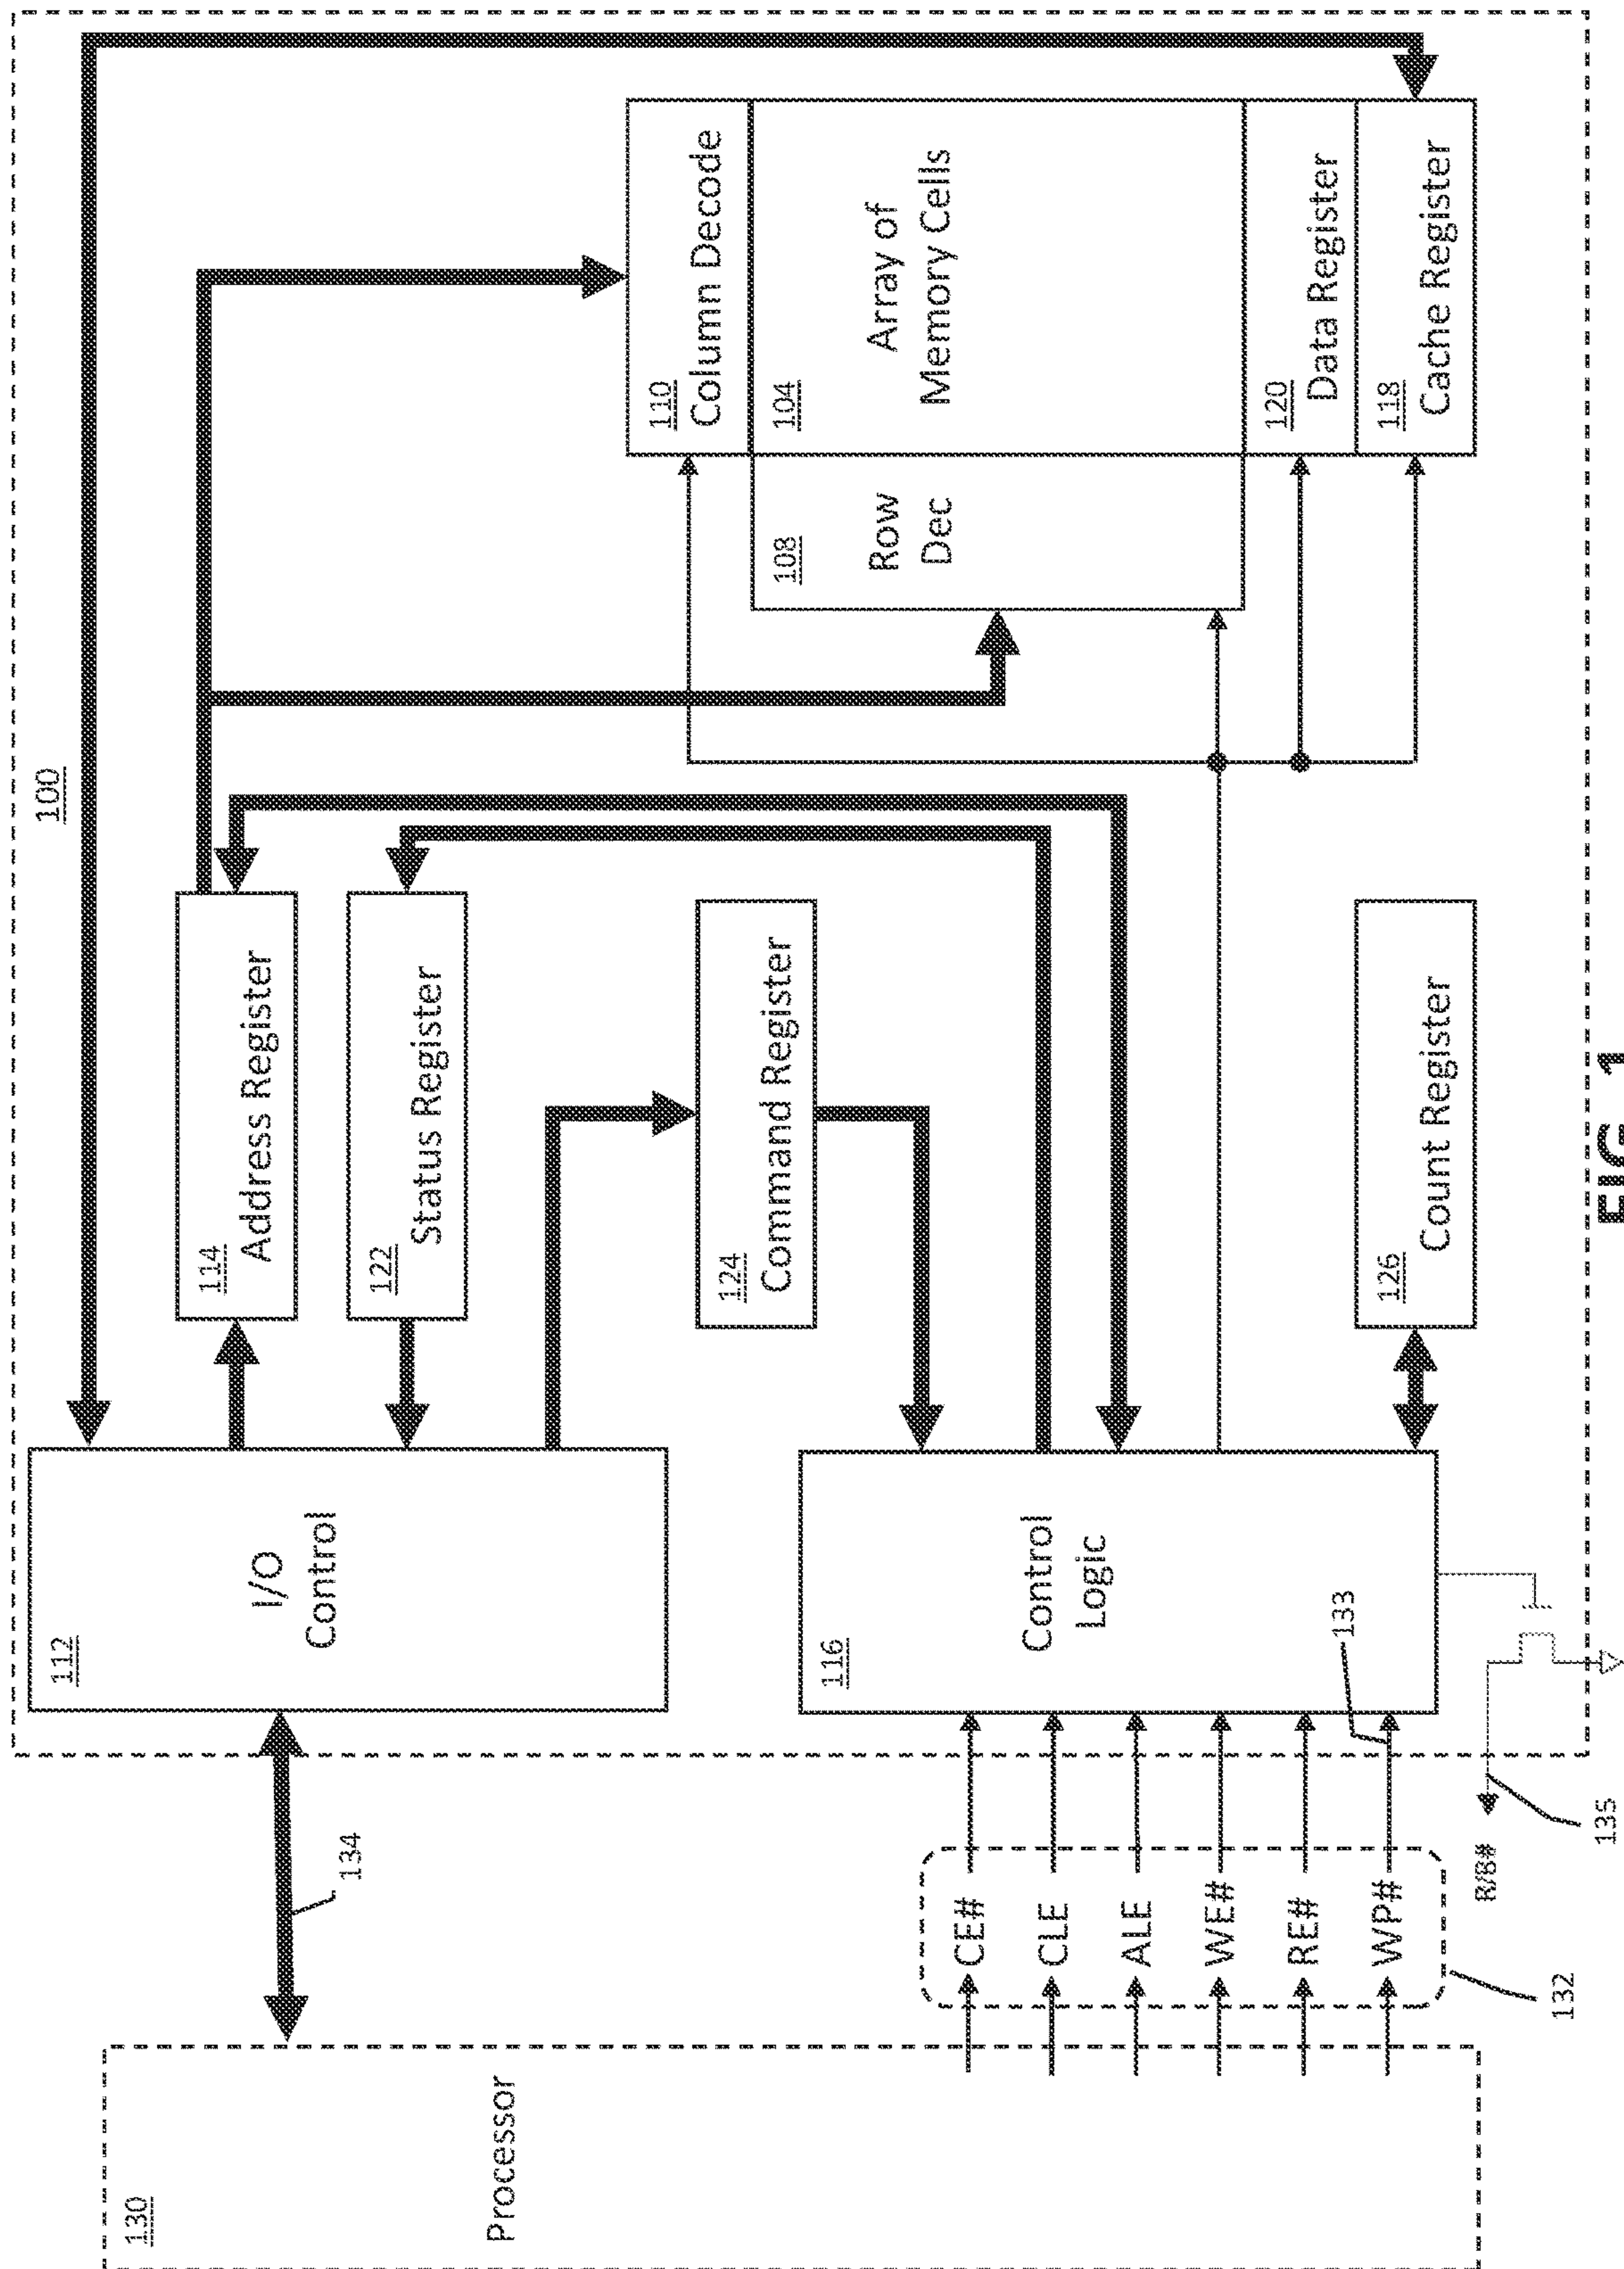 100
130
Processor
134
112
I/O
Control
114
Address Register
122
Status Register
124
Command Register
110
Column Decode
104
Array of
Memory Cells
108
Row
Dec
120
Data Register
118
Cache Register
116
Control
Logic
126
Count Register
CE#
CLE
ALE
WE#
RE#
WP#
133
132
R/B#
135
FIG. 1